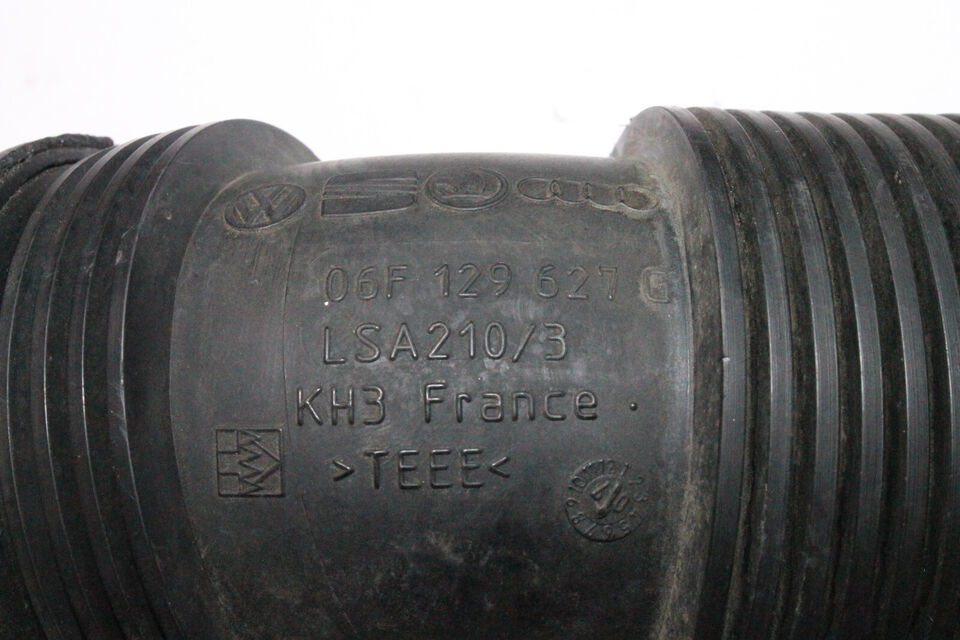 06F 129 627 G
LSA210/3
KH3 France .
>TEEE<